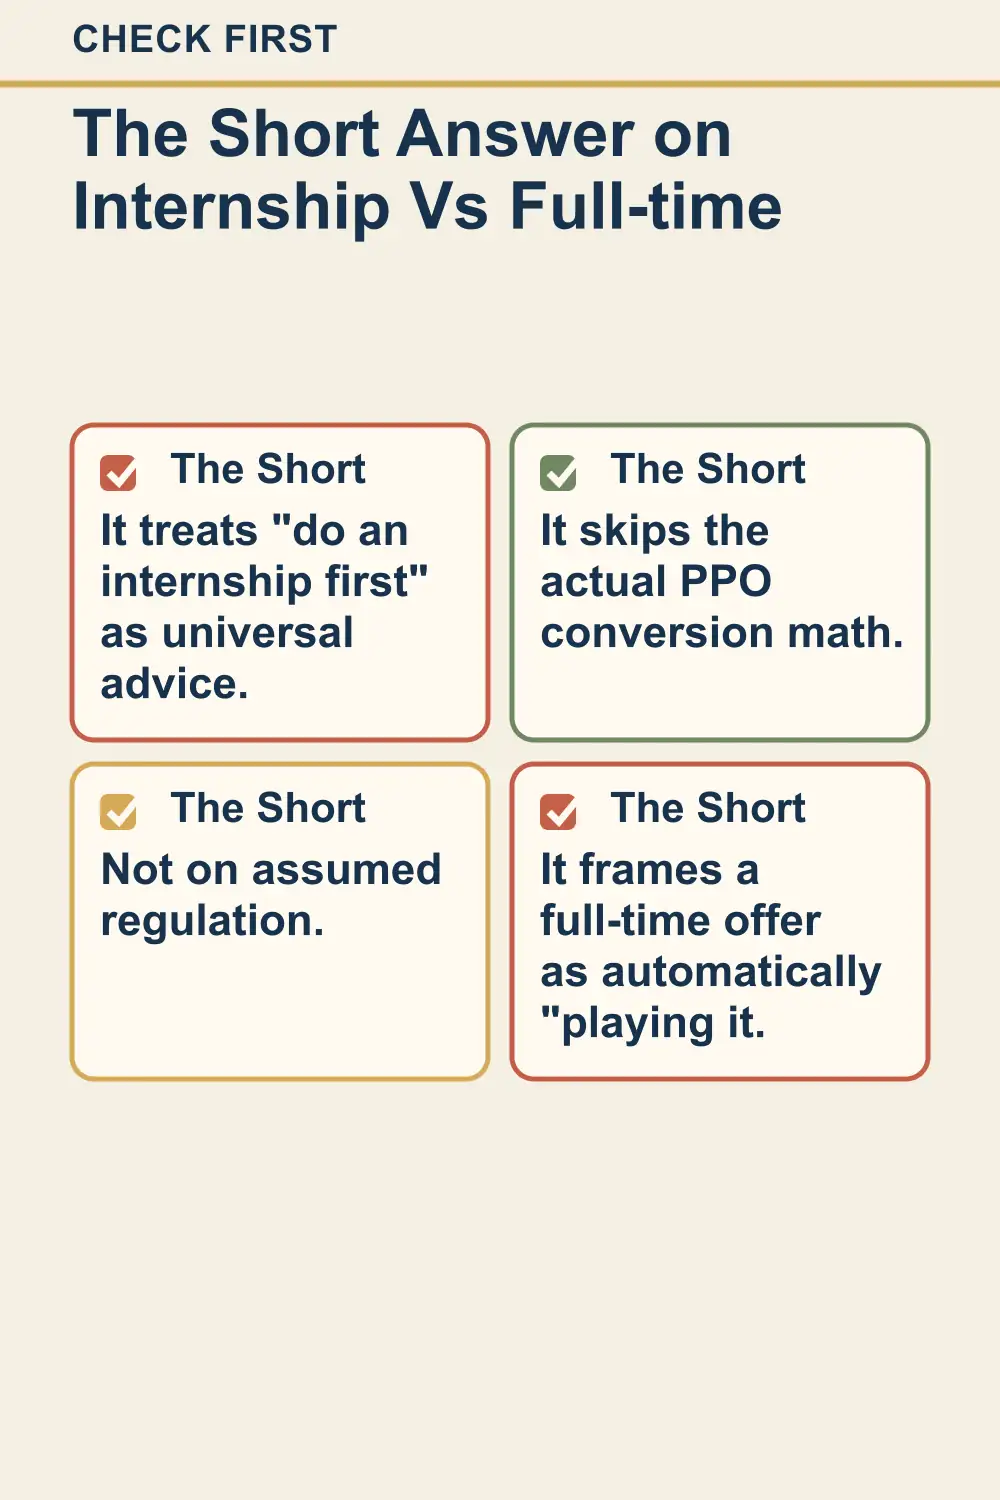 CHECK FIRST
The Short Answer on
Internship Vs Full-time
The Short
It treats "do an
internship first"
as universal
advice.
The Short
It skips the
actual PPO
conversion math.
The Short
Not on assumed
regulation.
The Short
It frames a
full-time offer
as automatically
"playing it.